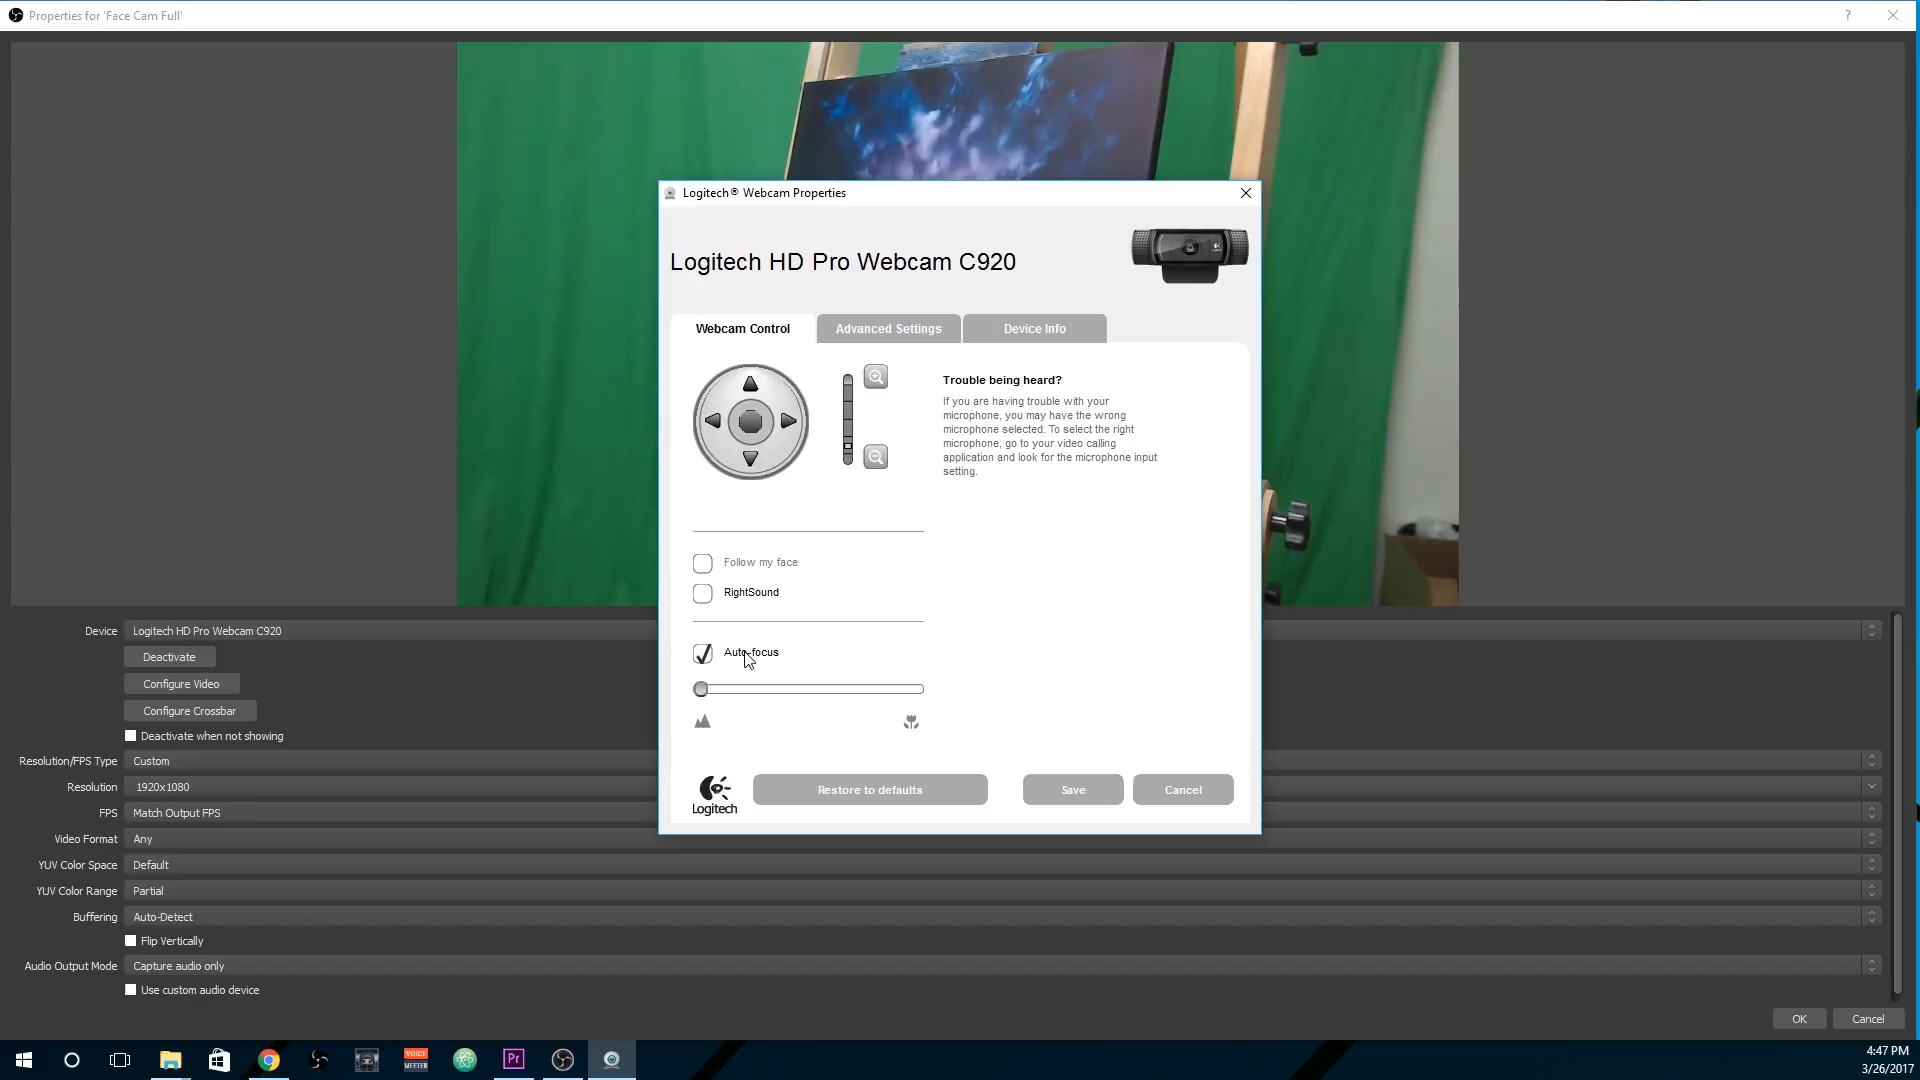 Properties for 'Face Cam Full'
?
Logitech® Webcam Properties
Logitech HD Pro Webcam C920
Webcam Control
Advanced Settings
Device Info
Trouble being heard?
If you are having trouble with your
microphone, you may have the wrong
microphone selected. To select the right
microphone, go to your video calling
application and look for the microphone input
setting.
Follow my face
RightSound
Auto-focus
Logitech
Restore to defaults
Save
Cancel
Device
Logitech HD Pro Webcam C920
Deactivate
Configure Video
Configure Crossbar
Deactivate when not showing
Resolution/FPS Type
Custom
Resolution
1920x1080
FPS
Match Output FPS
Video Format
Any
YUV Color Space
Default
YUV Color Range
Partial
Buffering
Auto-Detect
Flip Vertically
Audio Output Mode
Capture audio only
Use custom audio device
OK
Cancel
VOICE
MEETER
Pr
4:47 PM
3/26/2017